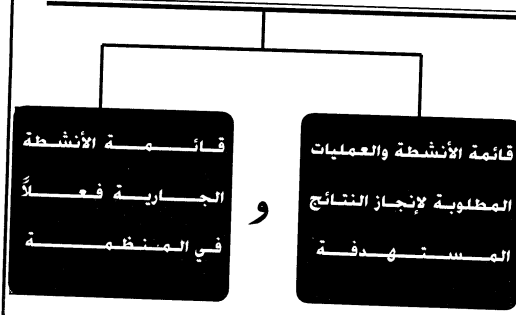 قائمة الأنشطة والعمليات
المطلوبة لإنجاز النتائج
المستهدفة
و
قائمة الأنشطة
الجارية فعلاً
في المنظمة